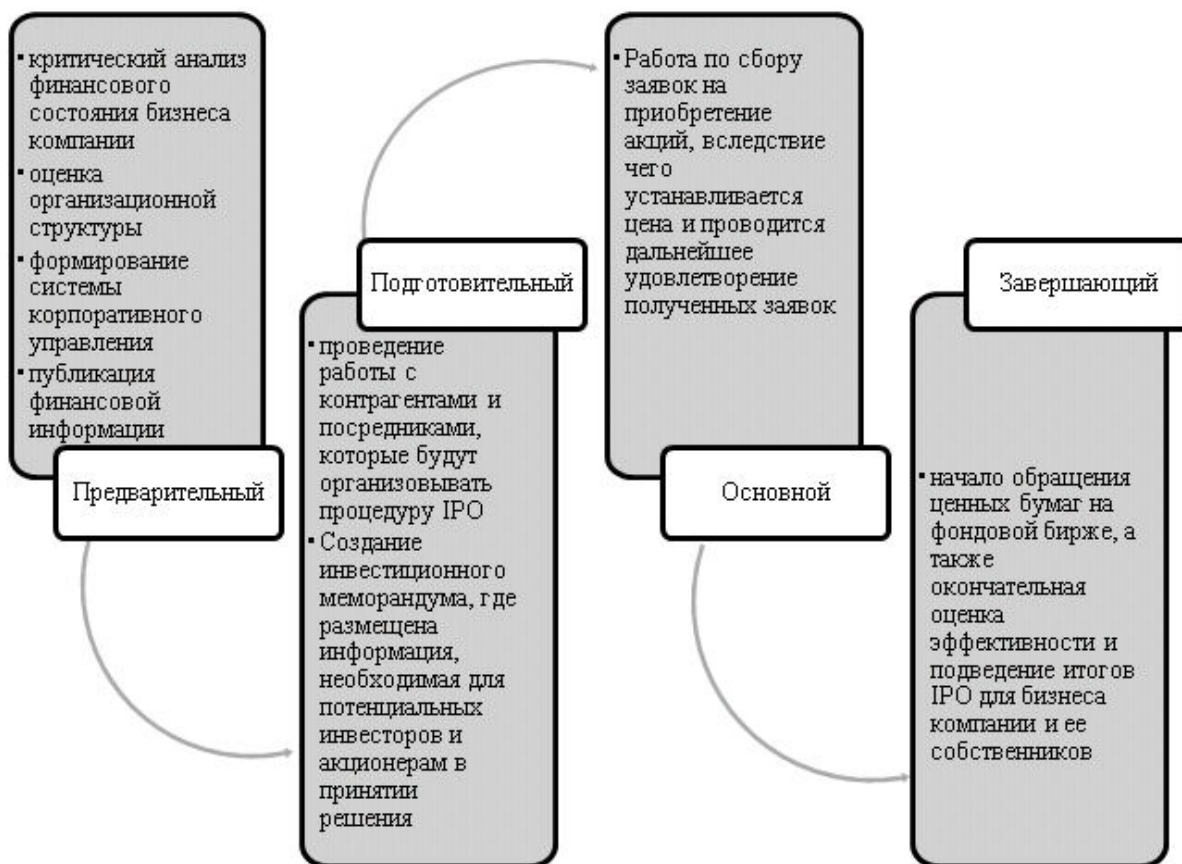 ▪ критический анализ
финансового
состояния бизнеса
компании
▪ оценка
организационной
структуры
▪ формирование
системы
корпоративного
управления
▪ публикация
финансовой
информации
Предварительный
Подготовительный
▪ проведение
работы с
контрагентами и
посредниками,
которые будут
организовывать
процедуру IPO
▪ Создание
инвестиционного
меморандума, где
размещена
информация,
необходимая для
потенциальных
инвесторов и
акционерам в
принятии
решения
▪ Работа по сбору
заявок на
приобретение
акций, вследствие
чего
устанавливается
цена и проводится
дальнейшее
удовлетворение
полученных заявок
Основной
Завершающий
▪ начало обращения
ценных бумаг на
фондовой бирже, а
также
окончательная
оценка
эффективности и
подведение итогов
IPO для бизнеса
компании и ее
собственников